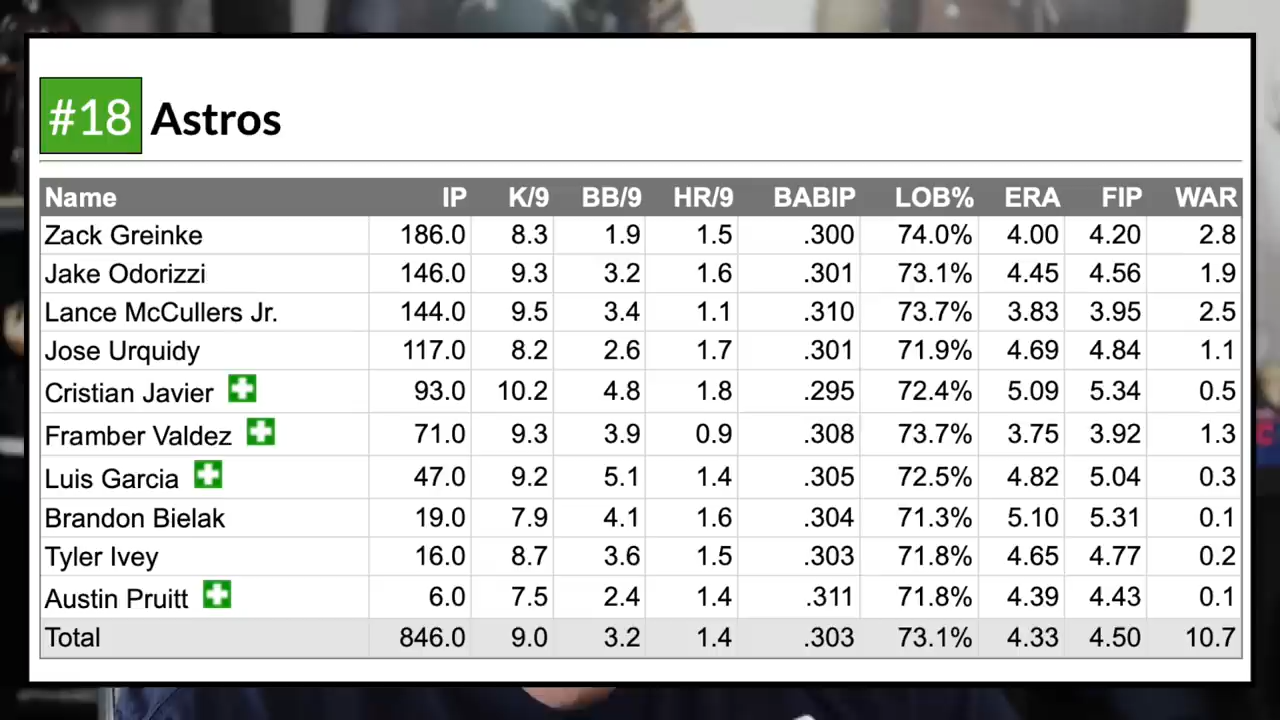 #18 Astros
Name IP K/9 BB/9 HR/9 BABIP LOB% ERA FIP WAR
Zack Greinke 186.0 8.3 1.9 1.5 .300 74.0% 4.00 4.20 2.8
Jake Odorizzi 146.0 9.3 3.2 1.6 .301 73.1% 4.45 4.56 1.9
Lance McCullers Jr. 144.0 9.5 3.4 1.1 .310 73.7% 3.83 3.95 2.5
Jose Urquidy 117.0 8.2 2.6 1.7 .301 71.9% 4.69 4.84 1.1
Cristian Javier 93.0 10.2 4.8 1.8 .295 72.4% 5.09 5.34 0.5
Framber Valdez 71.0 9.3 3.9 0.9 .308 73.7% 3.75 3.92 1.3
Luis Garcia 47.0 9.2 5.1 1.4 .305 72.5% 4.82 5.04 0.3
Brandon Bielak 19.0 7.9 4.1 1.6 .304 71.3% 5.10 5.31 0.1
Tyler Ivey 16.0 8.7 3.6 1.5 .303 71.8% 4.65 4.77 0.2
Austin Pruitt 6.0 7.5 2.4 1.4 .311 71.8% 4.39 4.43 0.1
Total 846.0 9.0 3.2 1.4 .303 73.1% 4.33 4.50 10.7